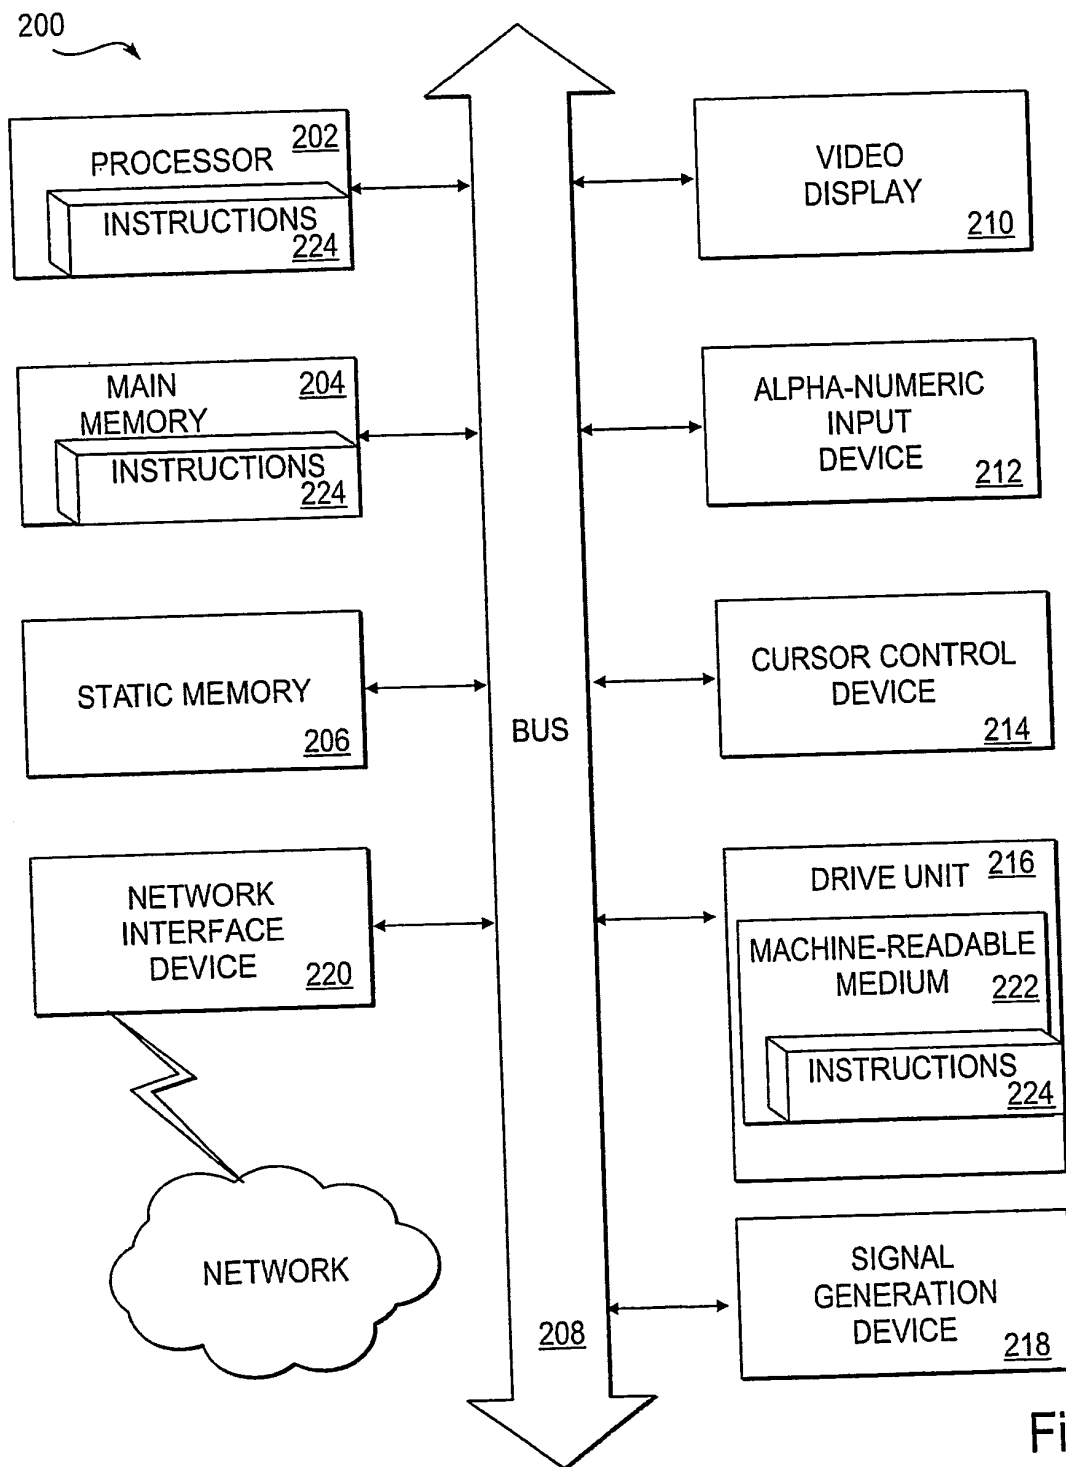 200
PROCESSOR
202
INSTRUCTIONS
224
MAIN
MEMORY
204
INSTRUCTIONS
224
STATIC MEMORY
206
NETWORK
INTERFACE
DEVICE
220
NETWORK
BUS
208
VIDEO
DISPLAY
210
ALPHA-NUMERIC
INPUT
DEVICE
212
CURSOR CONTROL
DEVICE
214
DRIVE UNIT
216
MACHINE-READABLE
MEDIUM
222
INSTRUCTIONS
224
SIGNAL
GENERATION
DEVICE
218
Fi